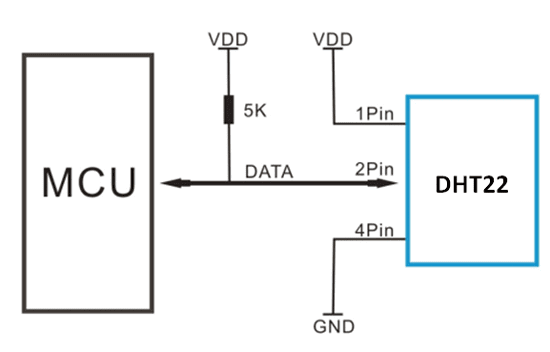 VDD
VDD
5K
1Pin
MCU
DATA
2Pin
DHT22
4Pin
GND